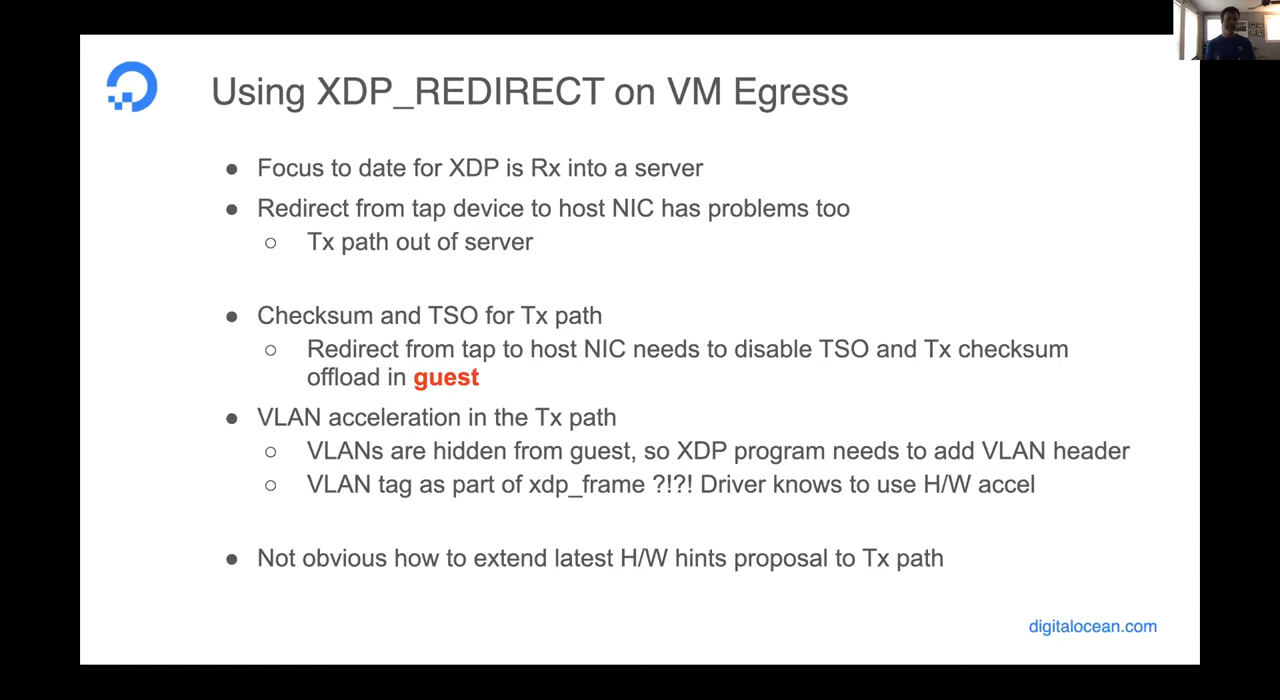 Using XDP_REDIRECT on VM Egress
● Focus to date for XDP is Rx into a server
● Redirect from tap device to host NIC has problems too
○ Tx path out of server
● Checksum and TSO for Tx path
○ Redirect from tap to host NIC needs to disable TSO and Tx checksum
offload in guest
● VLAN acceleration in the Tx path
○ VLANs are hidden from guest, so XDP program needs to add VLAN header
○ VLAN tag as part of xdp_frame ?!?! Driver knows to use H/W accel
● Not obvious how to extend latest H/W hints proposal to Tx path
digitalocean.com